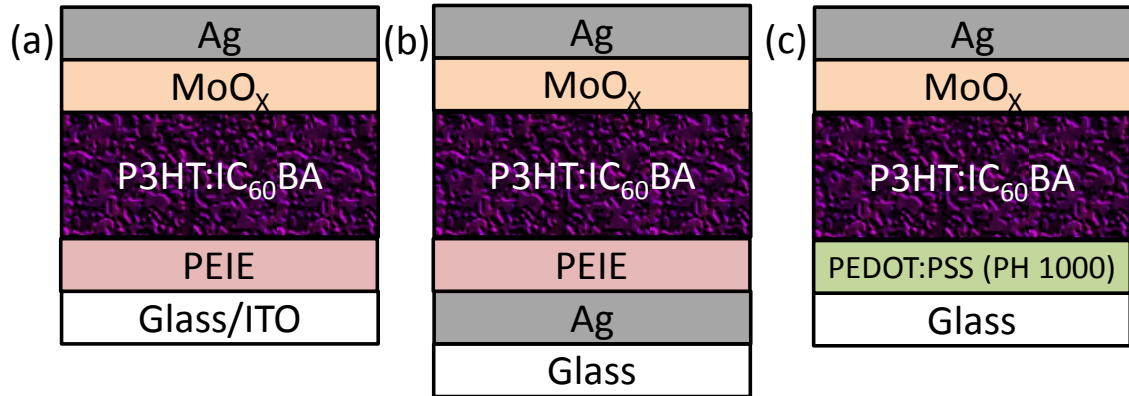 (a)
Ag
MoOₓ
P3HT:IC₆₀BA
PEIE
Glass/ITO
(b)
Ag
MoOₓ
P3HT:IC₆₀BA
PEIE
Ag
Glass
(c)
Ag
MoOₓ
P3HT:IC₆₀BA
PEDOT:PSS (PH 1000)
Glass